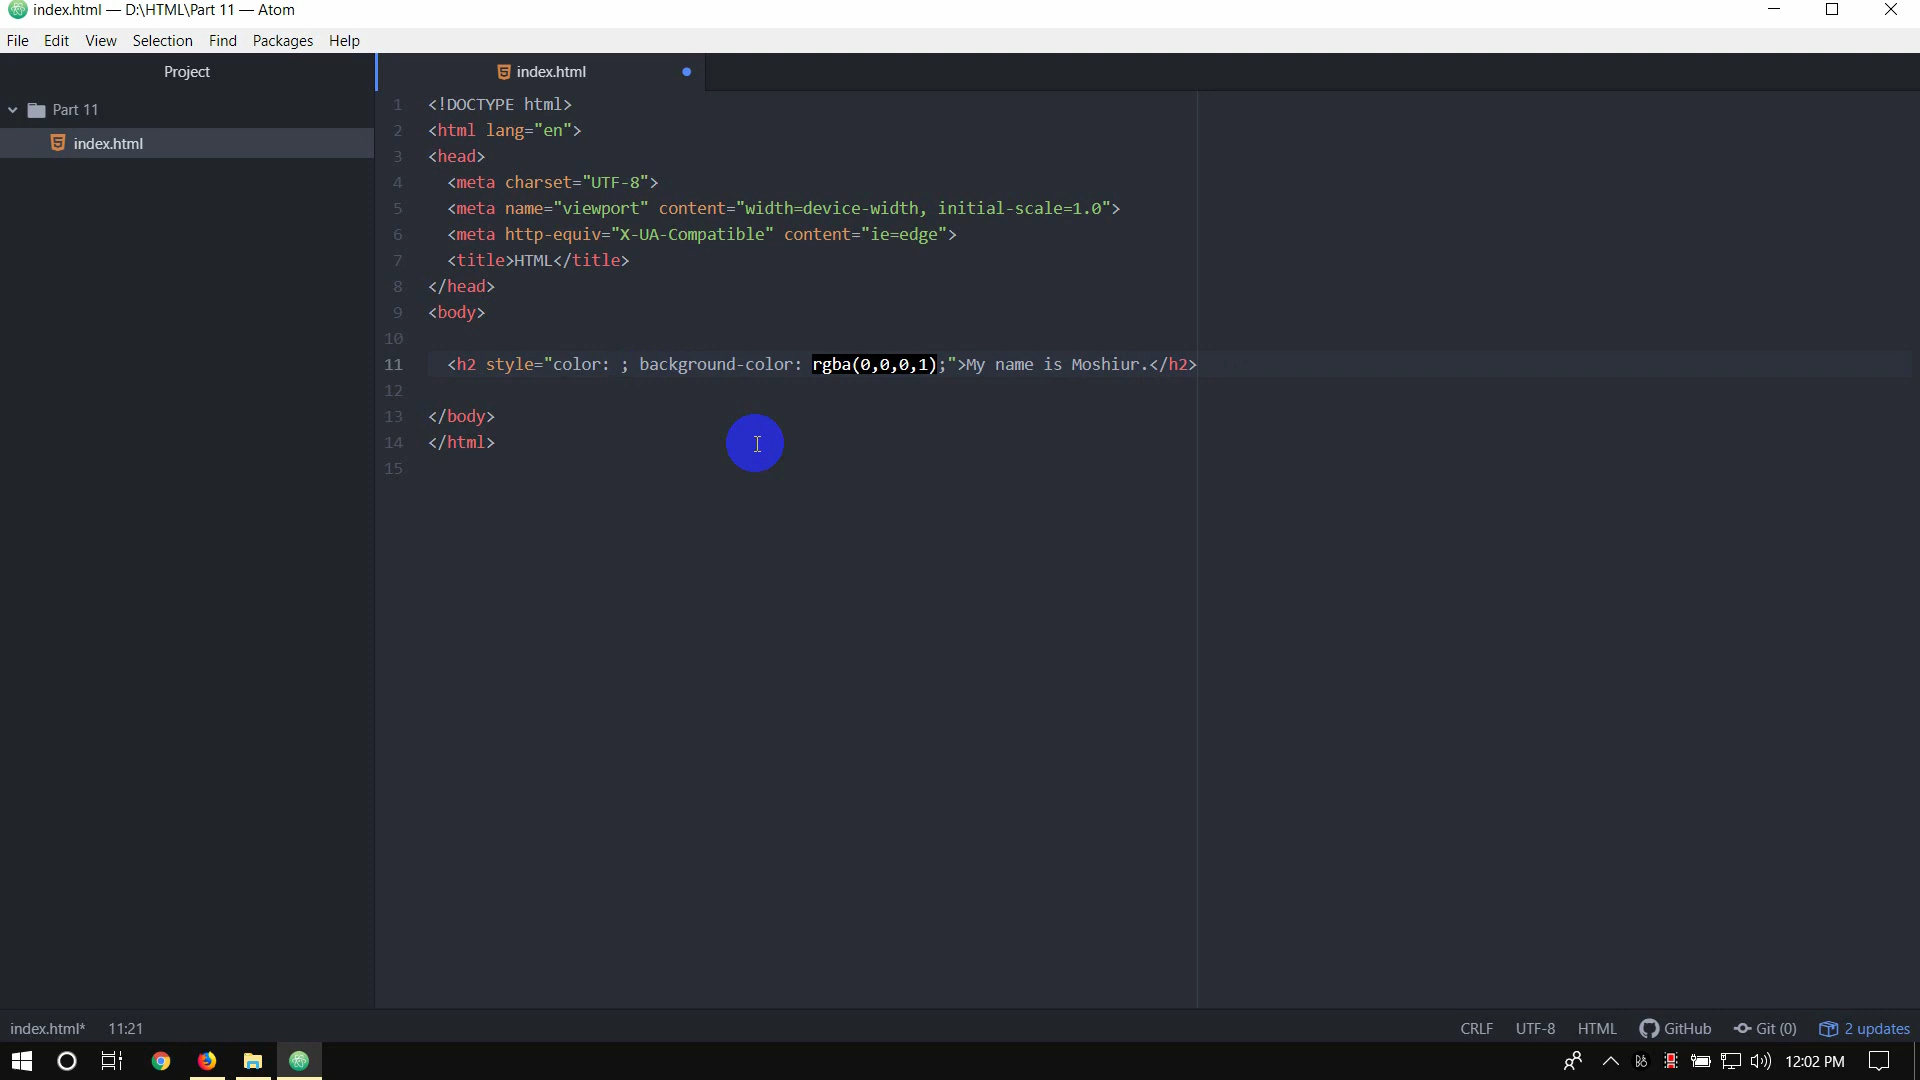 index.html — D:\HTML\Part 11 — Atom
File Edit View Selection Find Packages Help
Project
index.html
Part 11
index.html
1 <!DOCTYPE html>
2 <html lang="en">
3 <head>
4 <meta charset="UTF-8">
5 <meta name="viewport" content="width=device-width, initial-scale=1.0">
6 <meta http-equiv="X-UA-Compatible" content="ie=edge">
7 <title>HTML</title>
8 </head>
9 <body>
10
11 <h2 style="color: ; background-color: rgba(0,0,0,1);">My name is Moshiur.</h2>
12
13 </body>
14 </html>
15
index.html* 11:21 CRLF UTF-8 HTML GitHub Git (0) 2 updates
12:02 PM